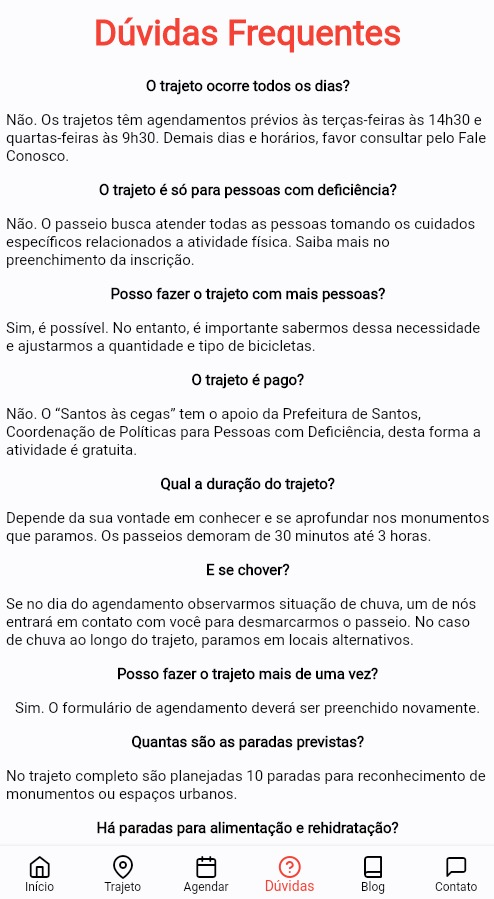 Dúvidas Frequentes
O trajeto ocorre todos os dias?
Não. Os trajetos têm agendamentos prévios às terças-feiras às 14h30 e
quartas-feiras às 9h30. Demais dias e horários, favor consultar pelo Fale
Conosco.
O trajeto é só para pessoas com deficiência?
Não. O passeio busca atender todas as pessoas tomando os cuidados
específicos relacionados a atividade física. Saiba mais no
preenchimento da inscrição.
Posso fazer o trajeto com mais pessoas?
Sim, é possível. No entanto, é importante sabermos dessa necessidade
e ajustarmos a quantidade e tipo de bicicletas.
O trajeto é pago?
Não. O “Santos às cegas” tem o apoio da Prefeitura de Santos,
Coordenação de Políticas para Pessoas com Deficiência, desta forma a
atividade é gratuita.
Qual a duração do trajeto?
Depende da sua vontade em conhecer e se aprofundar nos monumentos
que paramos. Os passeios demoram de 30 minutos até 3 horas.
E se chover?
Se no dia do agendamento observarmos situação de chuva, um de nós
entrará em contato com você para desmarcarmos o passeio. No caso
de chuva ao longo do trajeto, paramos em locais alternativos.
Posso fazer o trajeto mais de uma vez?
Sim. O formulário de agendamento deverá ser preenchido novamente.
Quantas são as paradas previstas?
No trajeto completo são planejadas 10 paradas para reconhecimento de
monumentos ou espaços urbanos.
Há paradas para alimentação e rehidratação?
Início Trajeto Agendar Dúvidas Blog Contato